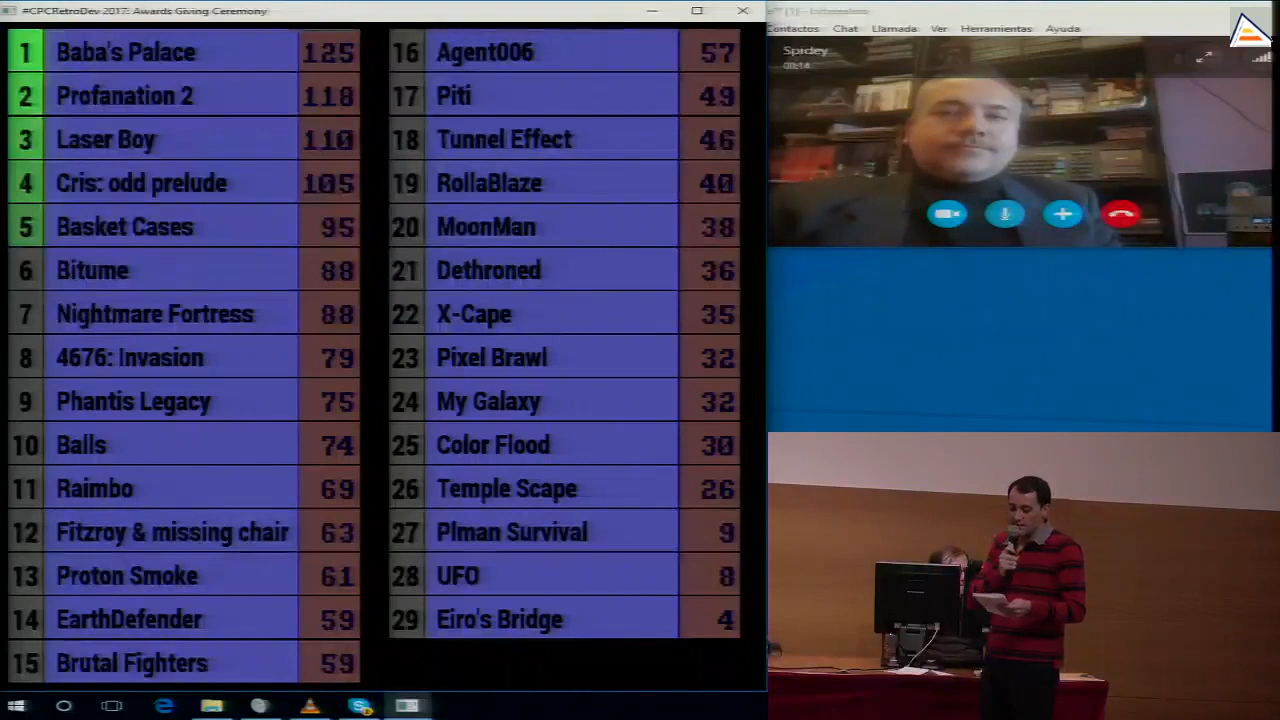 #CPCRetroDev 2017: Awards Giving Ceremony
1 Baba's Palace 125
2 Profanation 2 118
3 Laser Boy 110
4 Cris: odd prelude 105
5 Basket Cases 95
6 Bitume 88
7 Nightmare Fortress 88
8 4676: Invasion 79
9 Phantis Legacy 75
10 Balls 74
11 Raimbo 69
12 Fitzroy & missing chair 63
13 Proton Smoke 61
14 EarthDefender 59
15 Brutal Fighters 59
16 Agent006 57
17 Piti 49
18 Tunnel Effect 46
19 RollaBlaze 40
20 MoonMan 38
21 Dethroned 36
22 X-Cape 35
23 Pixel Brawl 32
24 My Galaxy 32
25 Color Flood 30
26 Temple Scape 26
27 Plman Survival 9
28 UFO 8
29 Eiro's Bridge 4
Contactos Chat Llamada Ver Herramientas Ayuda
Spidey
00:14